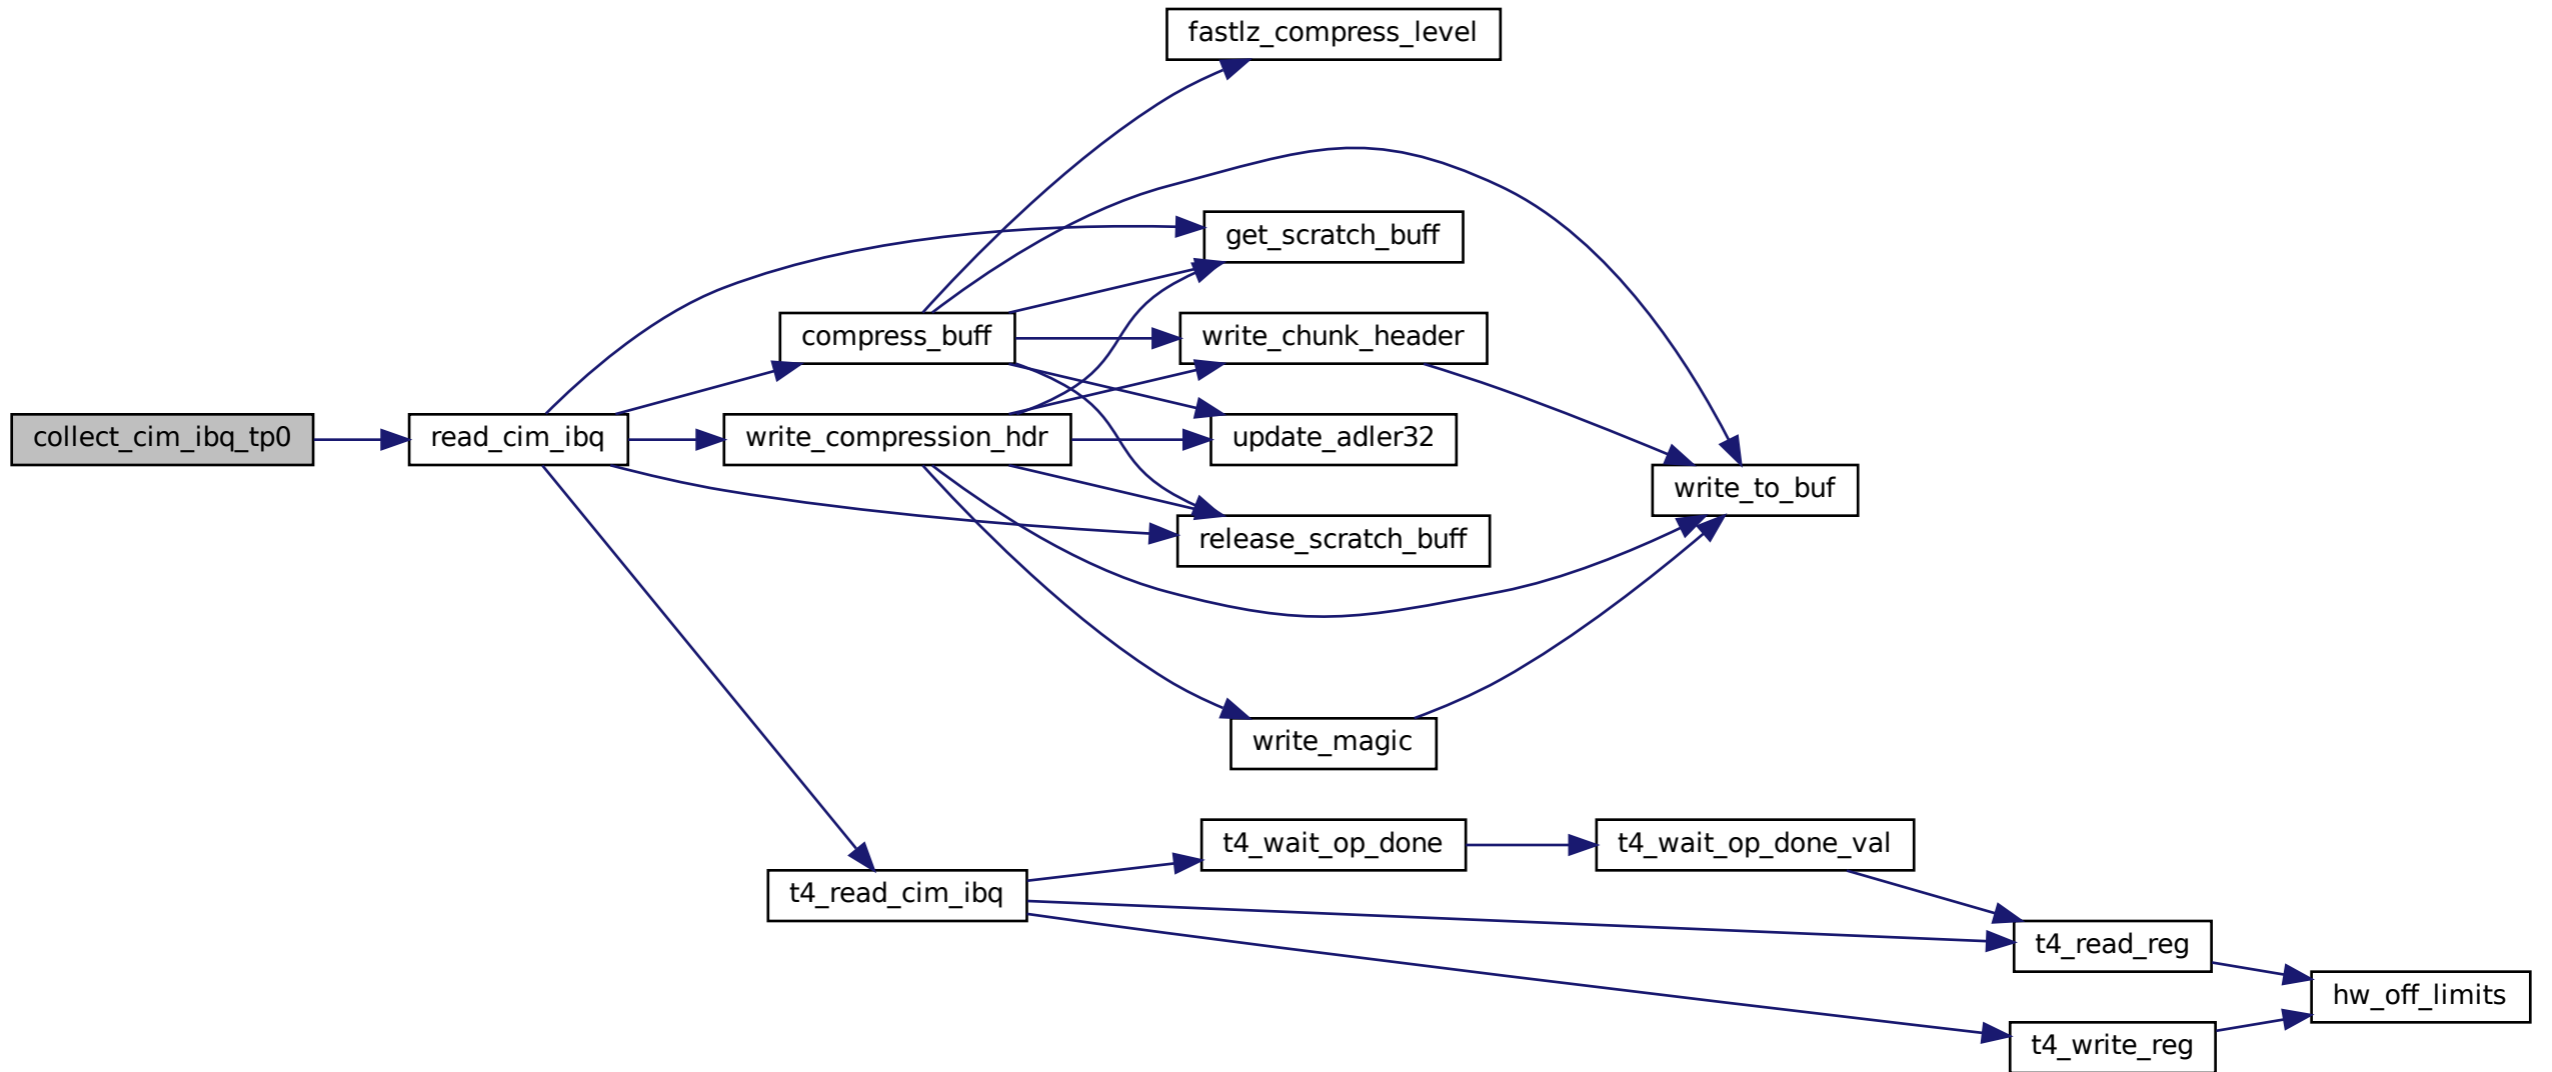 fastlz_compress_level
get_scratch_buff
compress_buff
write_chunk_header
collect_cim_ibq_tp0
read_cim_ibq
write_compression_hdr
update_adler32
write_to_buf
release_scratch_buff
write_magic
t4_wait_op_done
t4_wait_op_done_val
t4_read_cim_ibq
t4_read_reg
hw_off_limits
t4_write_reg